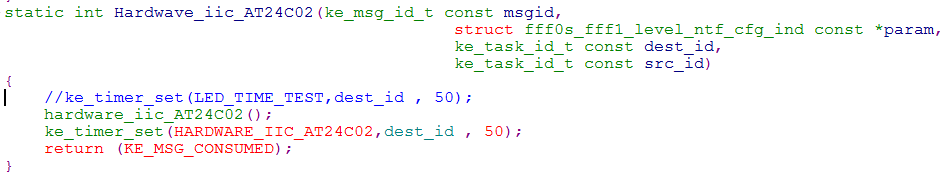 static int Hardwave_iic_AT24C02(ke_msg_id_t const msgid,
struct fff0s_fff1_level_ntf_cfg_ind const *param,
ke_task_id_t const dest_id,
ke_task_id_t const src_id)
{
//ke_timer_set(LED_TIME_TEST,dest_id , 50);
hardware_iic_AT24C02();
ke_timer_set(HARDWARE_IIC_AT24C02,dest_id , 50);
return (KE_MSG_CONSUMED);
}